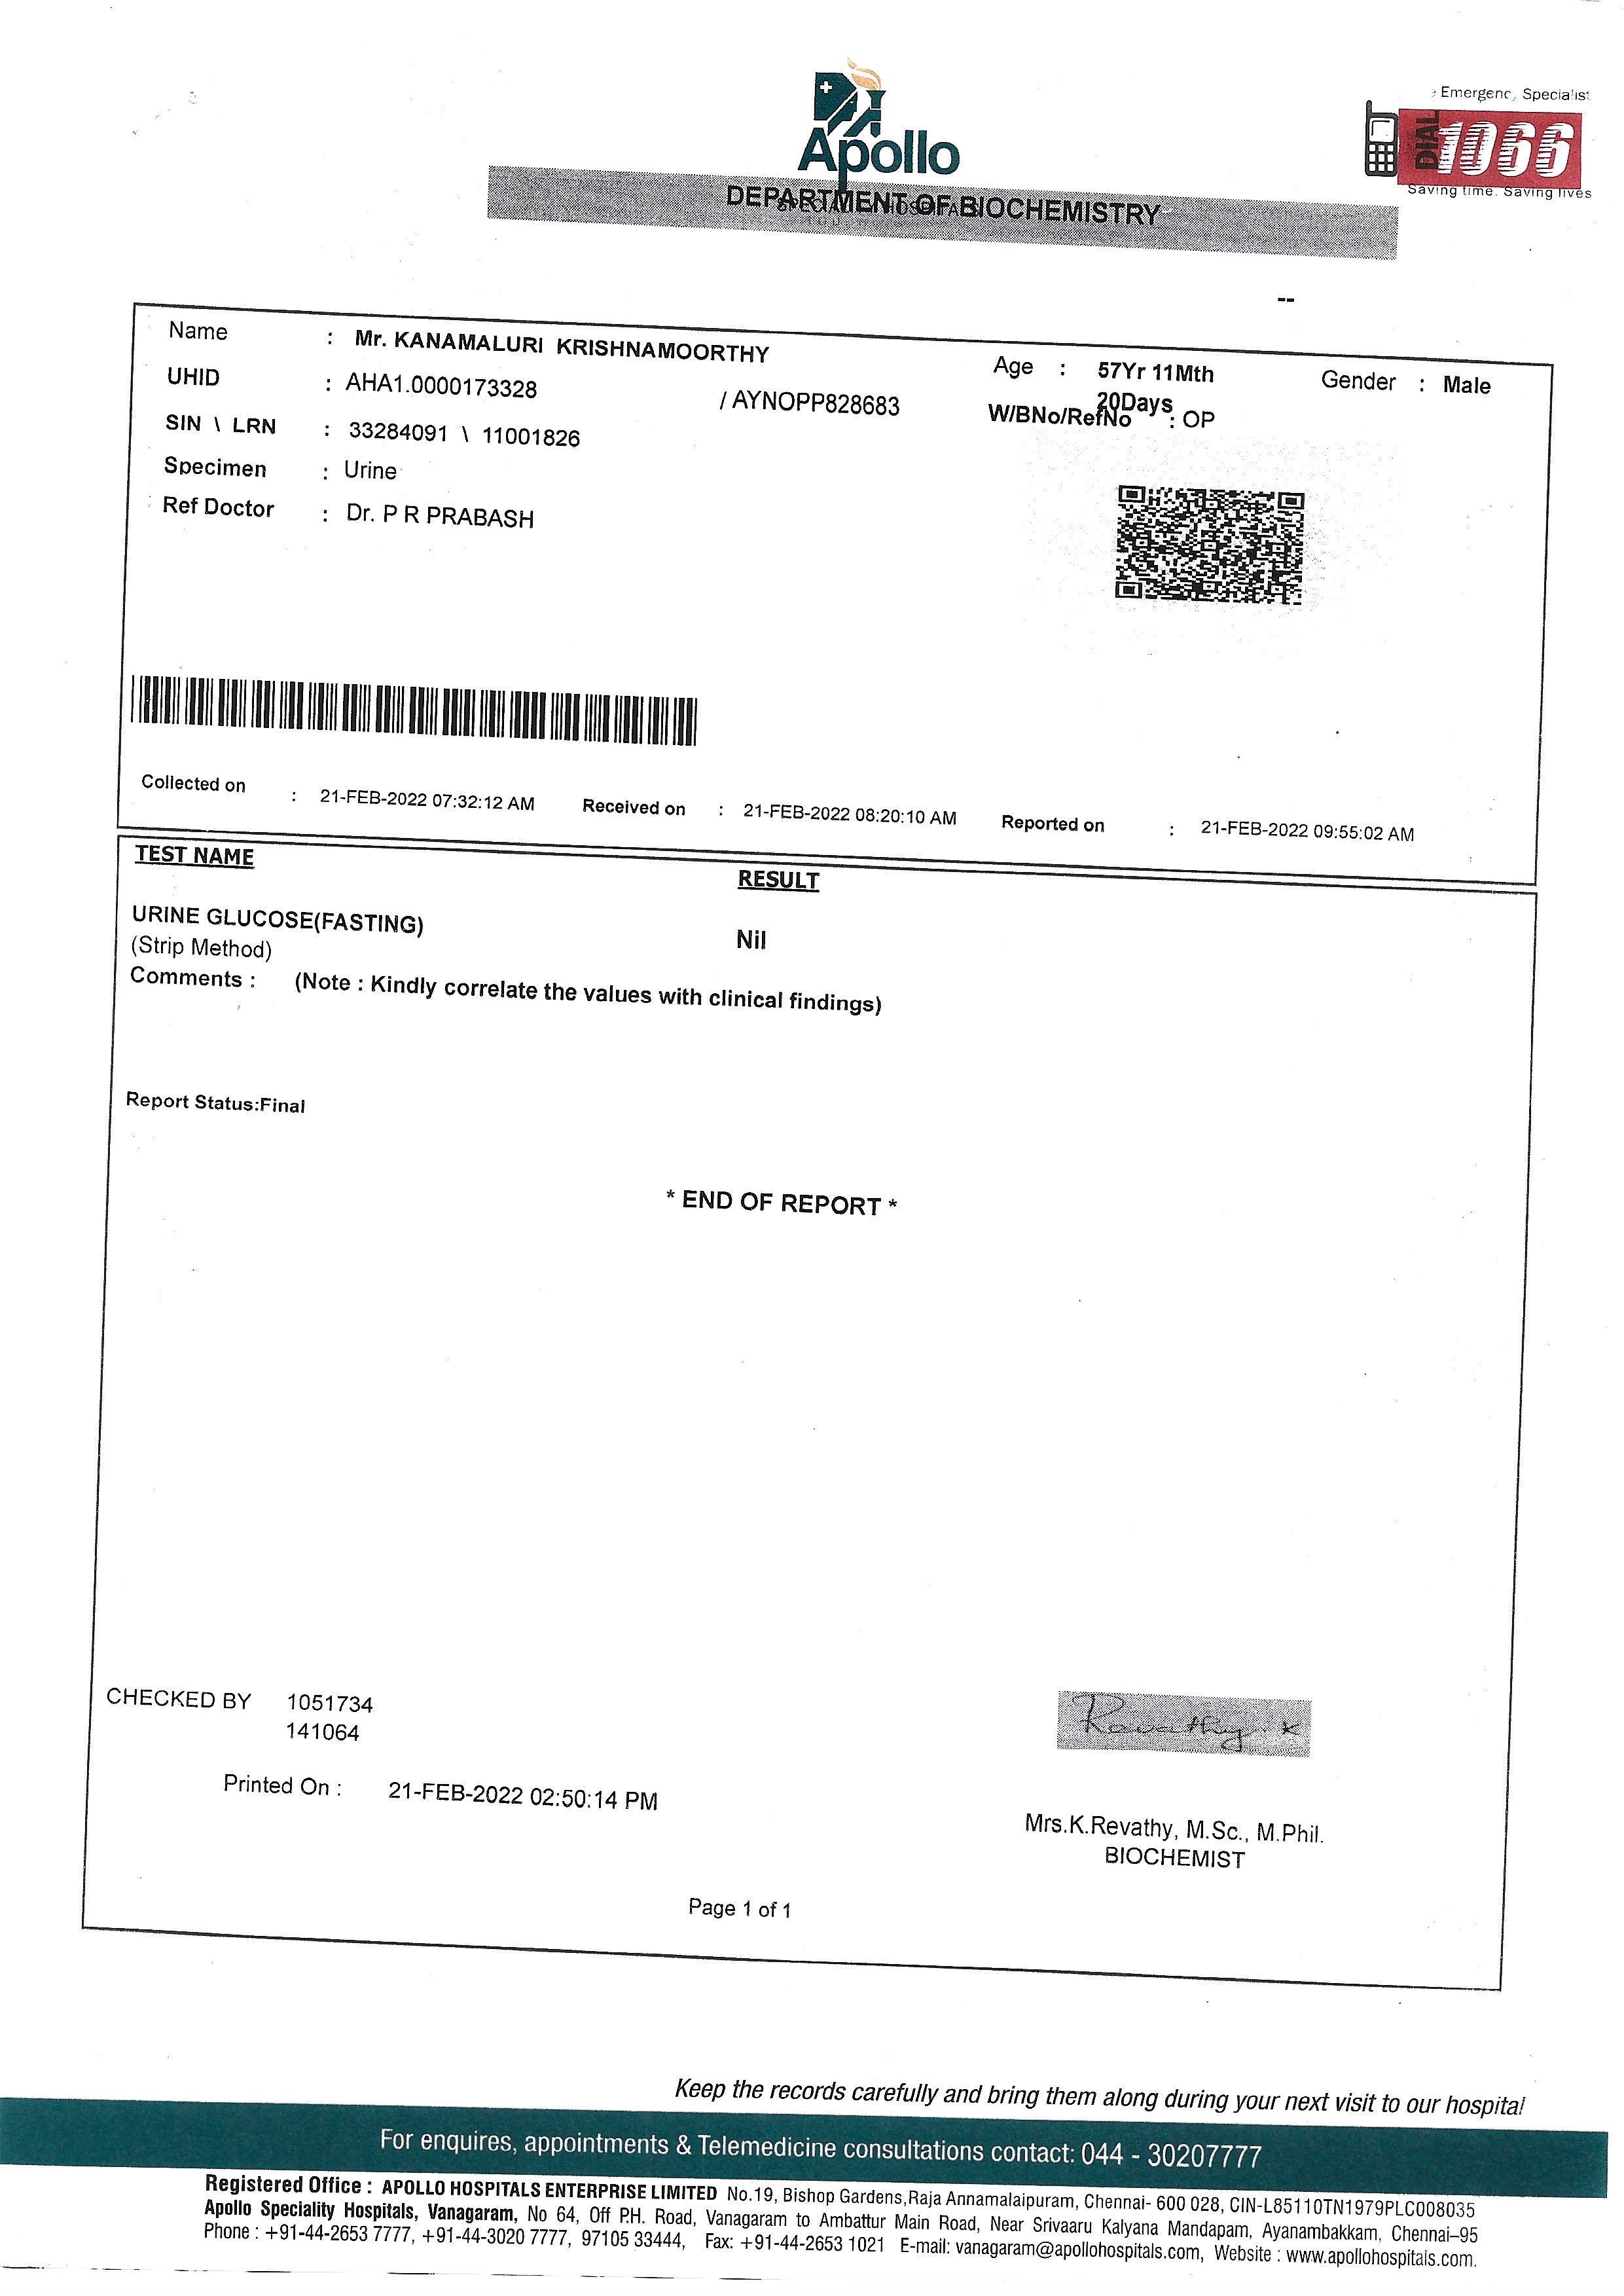 Apollo
Emergenc, Specialist
DIAL 1066
Saving time. Saving lives
DEPARTMENT OF BIOCHEMISTRY
--
Name : Mr. KANAMALURI KRISHNAMOORTHY Age : 57Yr 11Mth 20Days Gender : Male
UHID : AHA1.0000173328 / AYNOPP828683 W/BNo/RefNo : OP
SIN \ LRN : 33284091 \ 11001826
Specimen : Urine
Ref Doctor : Dr. P R PRABASH
Collected on : 21-FEB-2022 07:32:12 AM Received on : 21-FEB-2022 08:20:10 AM Reported on : 21-FEB-2022 09:55:02 AM
TEST NAME RESULT
URINE GLUCOSE(FASTING) Nil
(Strip Method)
Comments : (Note : Kindly correlate the values with clinical findings)
Report Status:Final
* END OF REPORT *
CHECKED BY 1051734
141064
Revathy K
Printed On : 21-FEB-2022 02:50:14 PM
Mrs.K.Revathy, M.Sc., M.Phil.
BIOCHEMIST
Page 1 of 1
Keep the records carefully and bring them along during your next visit to our hospital
For enquires, appointments & Telemedicine consultations contact: 044 - 30207777
Registered Office : APOLLO HOSPITALS ENTERPRISE LIMITED No.19, Bishop Gardens,Raja Annamalaipuram, Chennai- 600 028, CIN-L85110TN1979PLC008035
Apollo Speciality Hospitals, Vanagaram, No 64, Off P.H. Road, Vanagaram to Ambattur Main Road, Near Srivaaru Kalyana Mandapam, Ayanambakkam, Chennai–95
Phone : +91-44-2653 7777, +91-44-3020 7777, 97105 33444, Fax: +91-44-2653 1021 E-mail: vanagaram@apollohospitals.com, Website : www.apollohospitals.com.